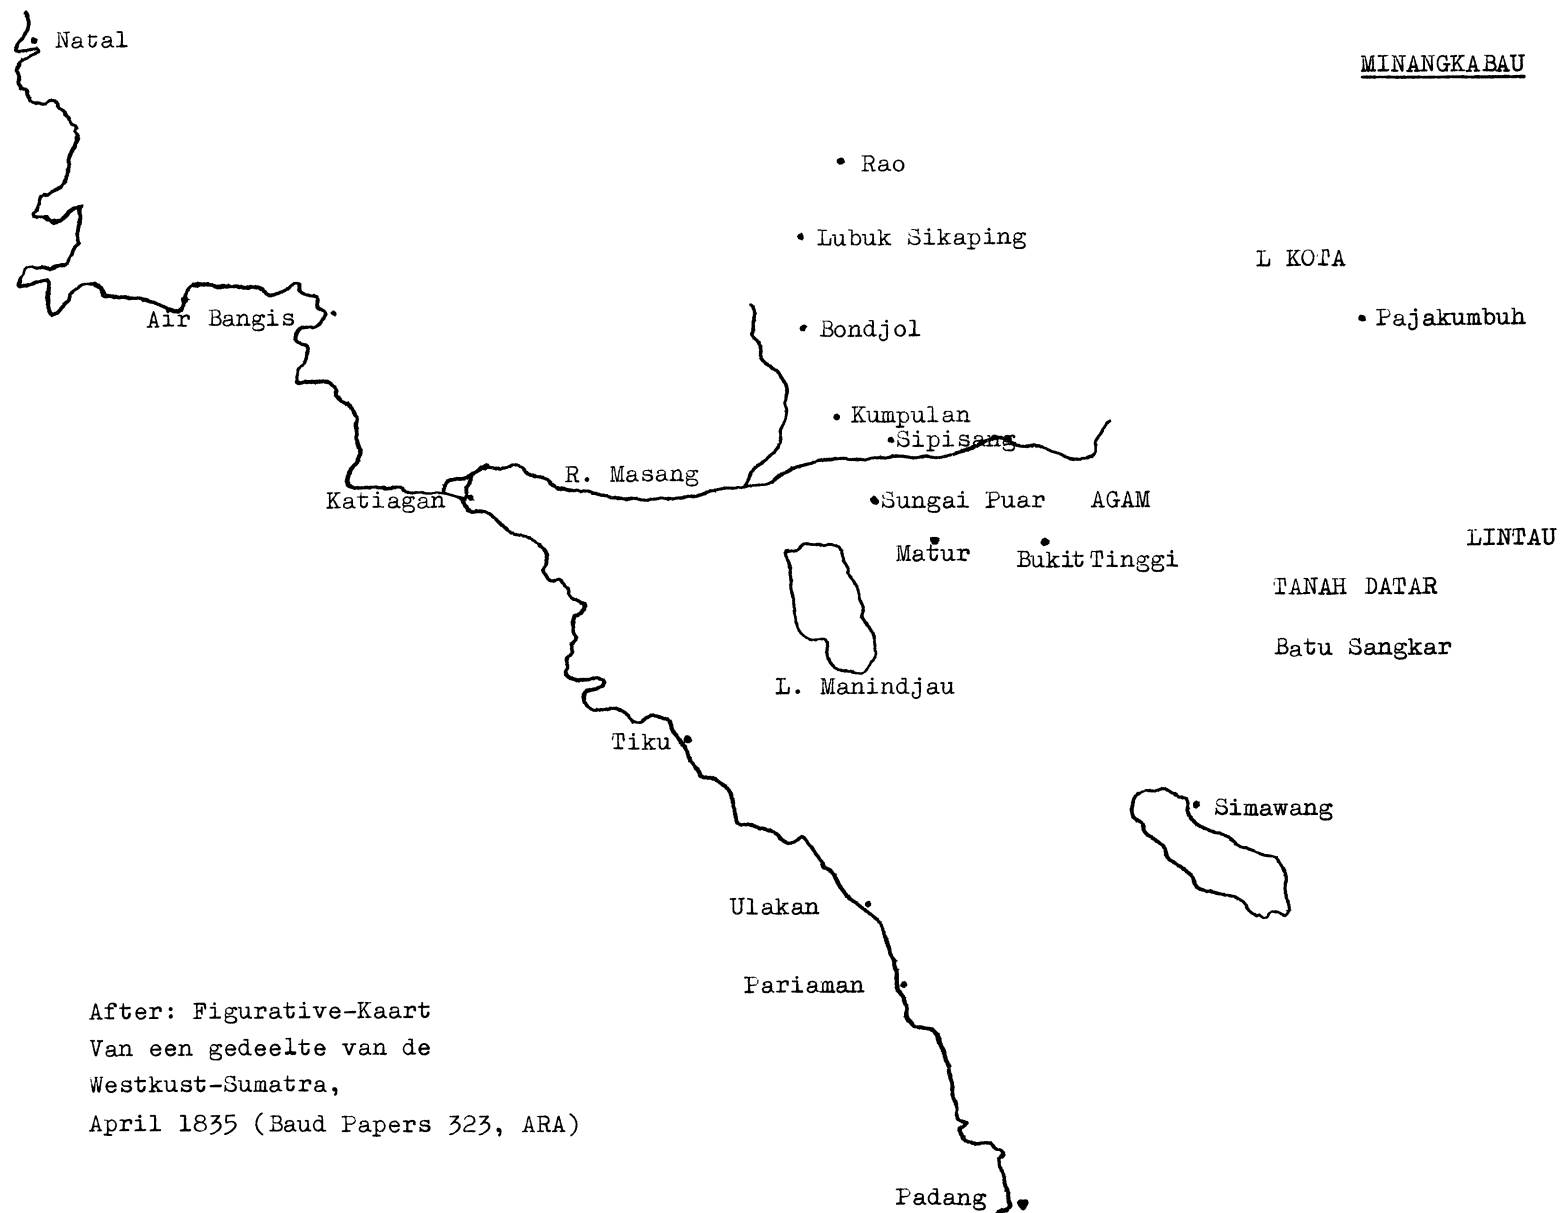 Natal
MINANGKABAU
Rao
Lubuk Sikaping
L KOTA
Air Bangis
Bondjol
Pajakumbuh
Kumpulan
Sipisang
R. Masang
Katiagan
Sungai Puar
AGAM
LINTAU
Matur
Bukit Tinggi
TANAH DATAR
Batu Sangkar
L. Manindjau
Tiku
Simawang
Ulakan
Pariaman
After: Figurative-Kaart
Van een gedeelte van de
Westkust-Sumatra,
April 1835 (Baud Papers 323, ARA)
Padang